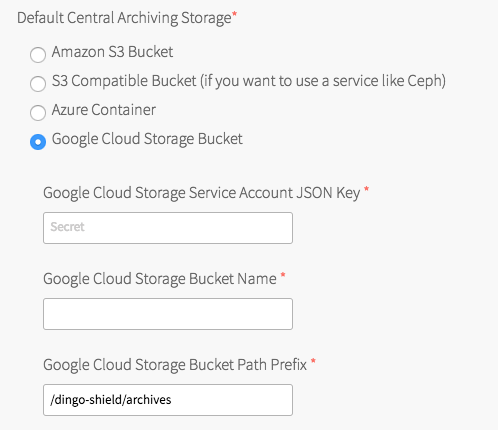 Default Central Archiving Storage*
Amazon S3 Bucket
S3 Compatible Bucket (if you want to use a service like Ceph)
Azure Container
Google Cloud Storage Bucket
Google Cloud Storage Service Account JSON Key *
Secret
Google Cloud Storage Bucket Name *
Google Cloud Storage Bucket Path Prefix *
/dingo-shield/archives